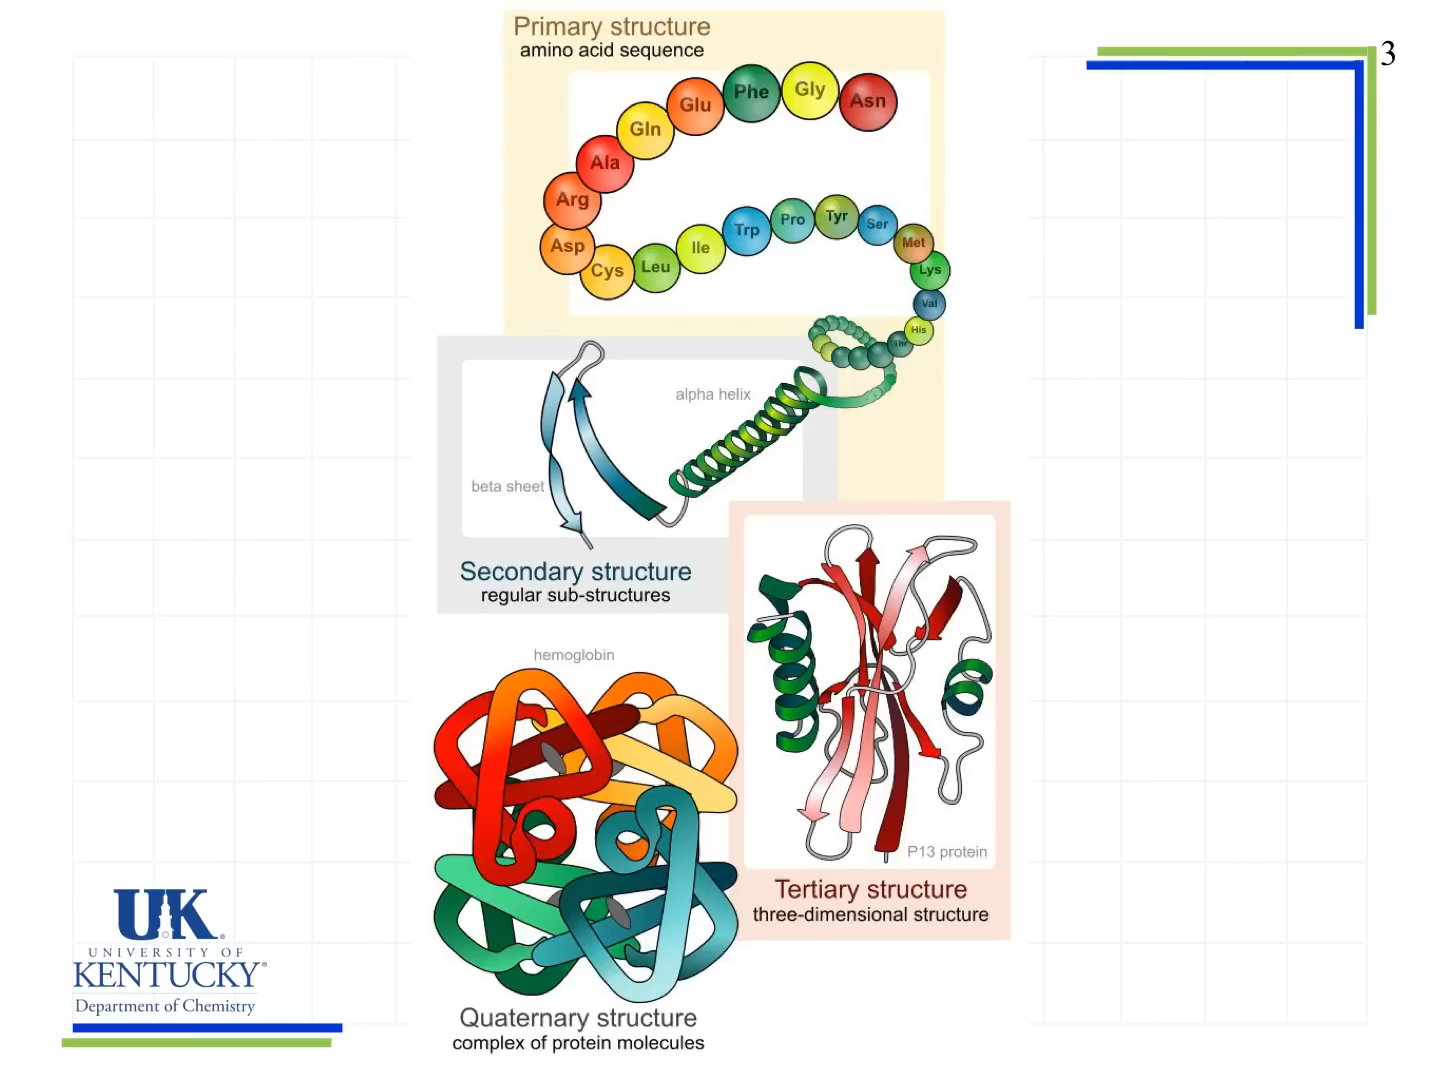 3
Primary structure
amino acid sequence
Asn
Gly
Phe
Glu
Gln
Ala
Arg
Asp
Cys
Leu
Ile
Trp
Pro
Tyr
Ser
Met
Lys
Val
His
Thr
alpha helix
beta sheet
Secondary structure
regular sub-structures
P13 protein
Tertiary structure
three-dimensional structure
hemoglobin
Quaternary structure
complex of protein molecules
UK
UNIVERSITY OF
KENTUCKY®
Department of Chemistry